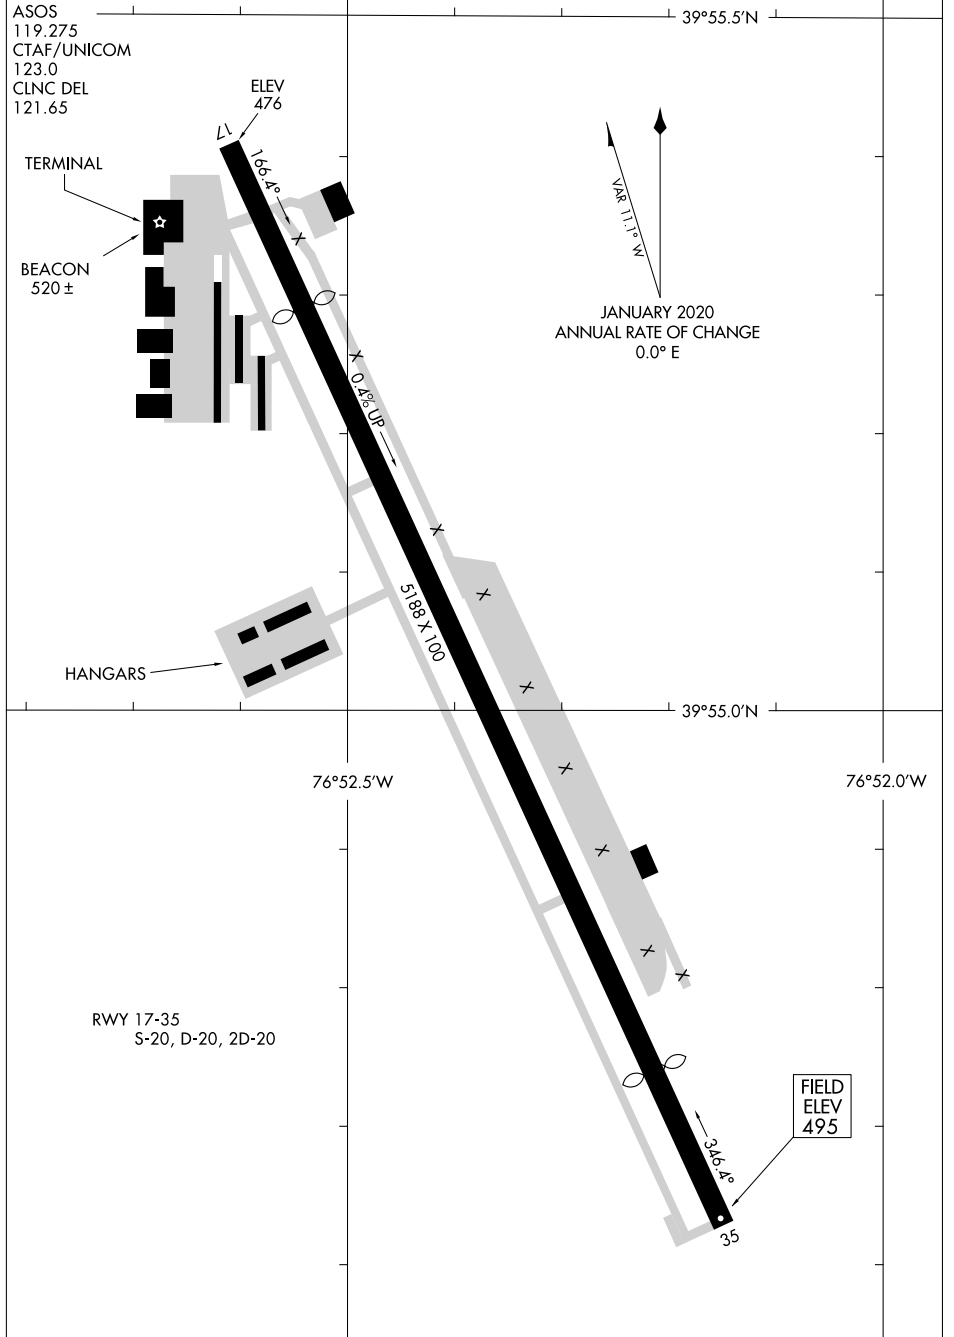 ASOS
119.275
CTAF/UNICOM
123.0
CLNC DEL
121.65
39°55.5'N
ELEV
476
17
166.4°
TERMINAL
BEACON
520 ±
VAR 11.1° W
JANUARY 2020
ANNUAL RATE OF CHANGE
0.0° E
0.4% UP
5188 X 100
HANGARS
39°55.0'N
76°52.5'W
76°52.0'W
RWY 17-35
S-20, D-20, 2D-20
FIELD
ELEV
495
346.4°
35